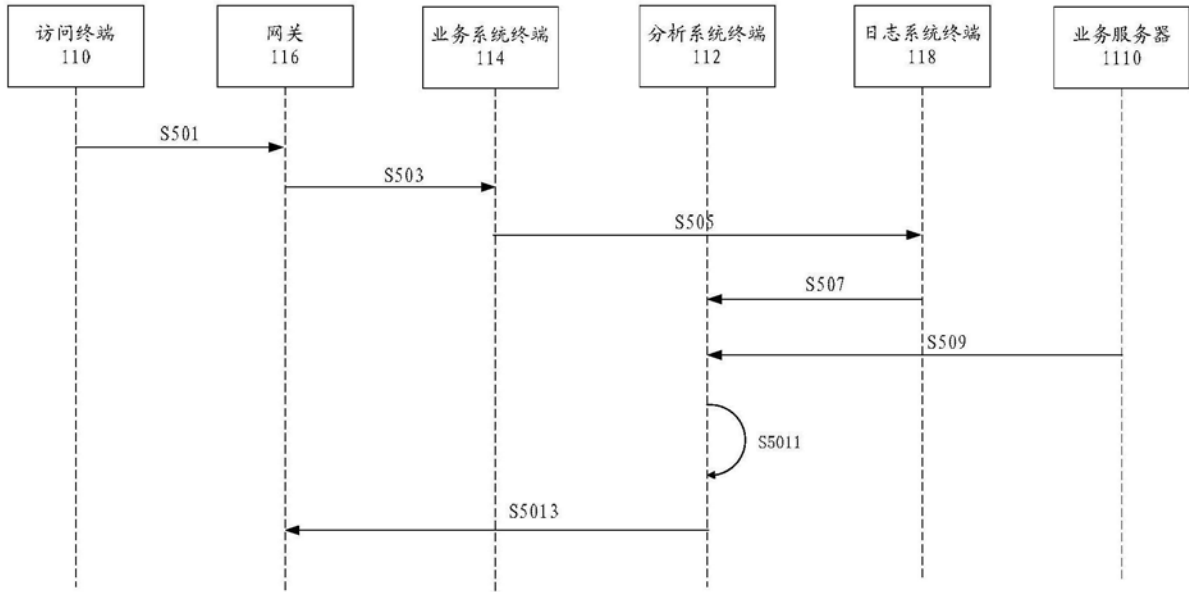 访问终端
110
网关
116
业务系统终端
114
分析系统终端
112
日志系统终端
118
业务服务器
1110
S501
S503
S505
S507
S509
S5011
S5013